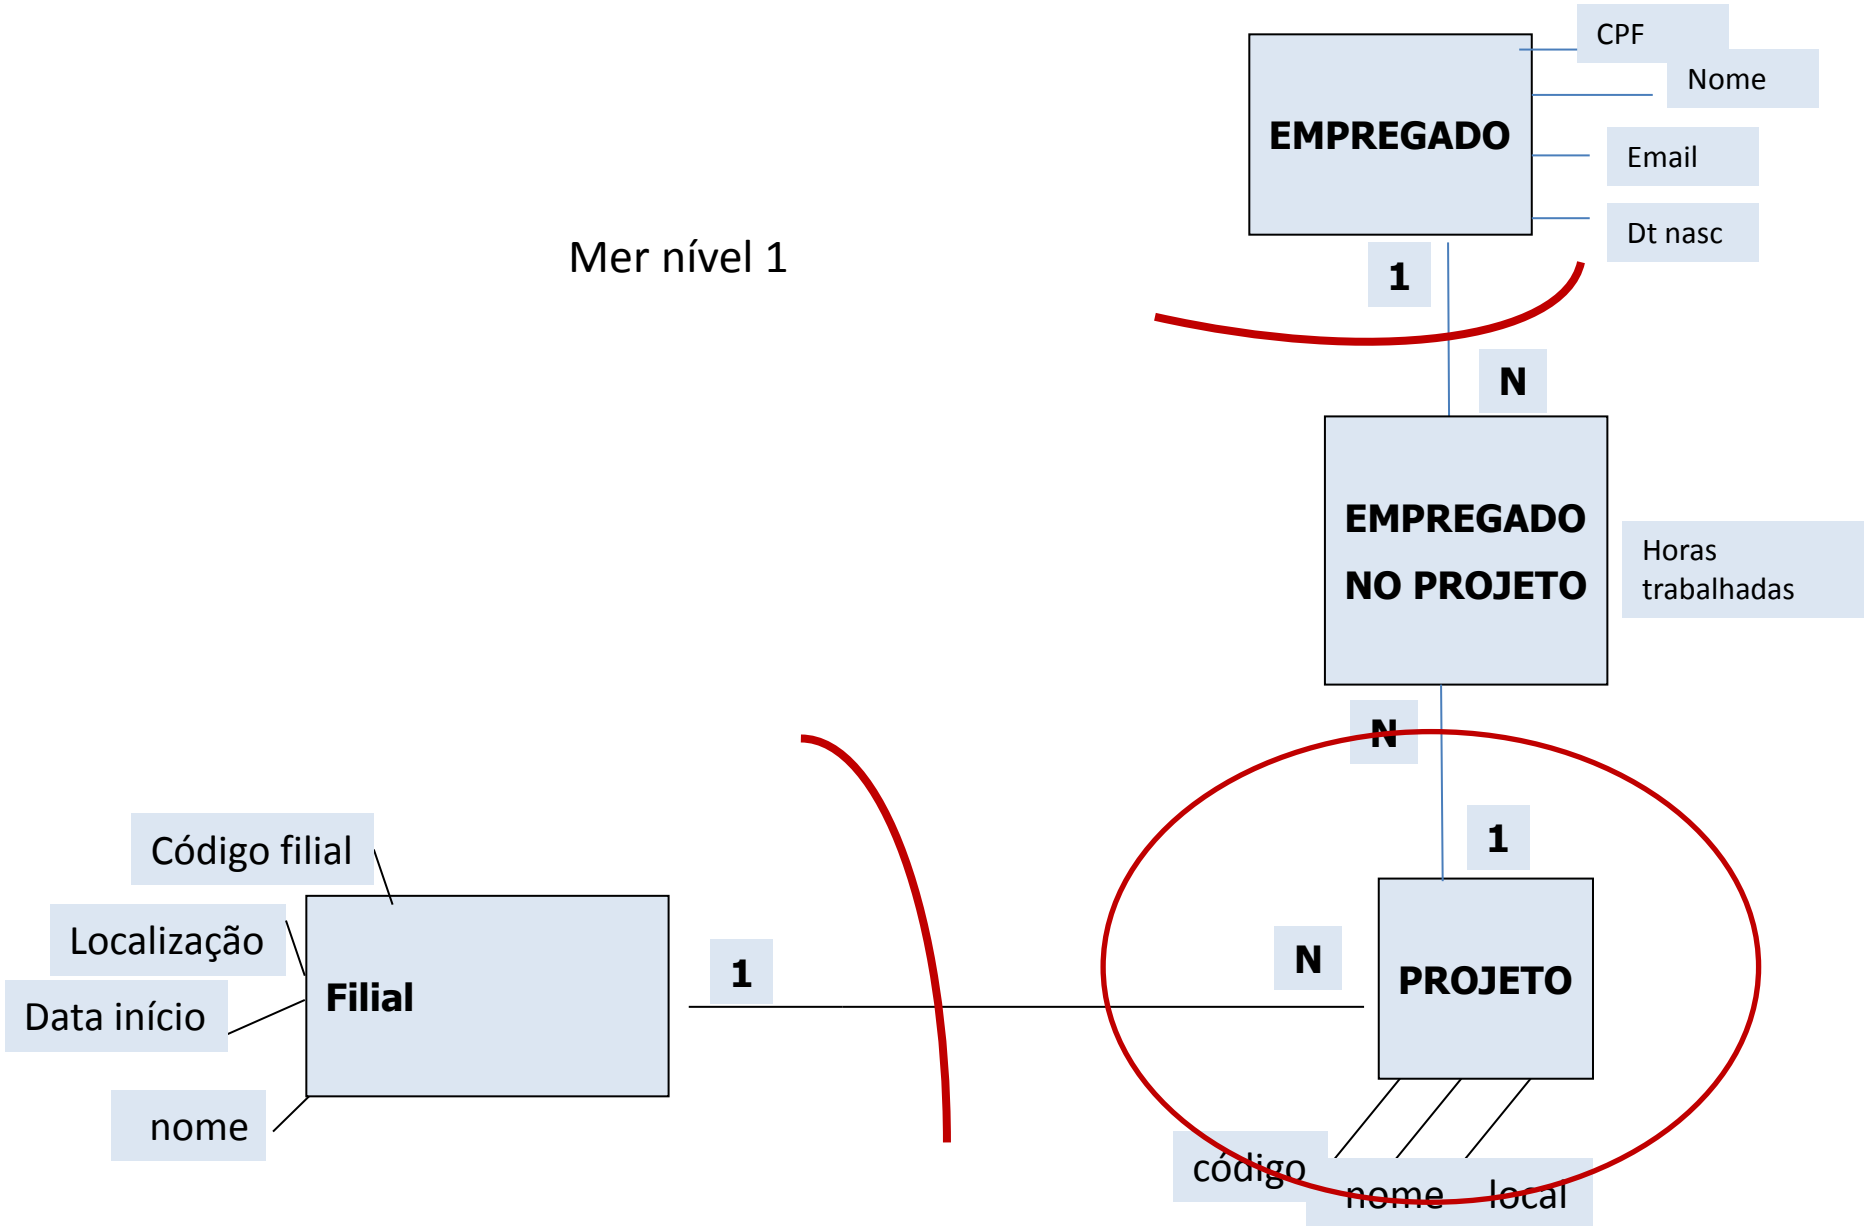 CPF
Nome
EMPREGADO
Email
Dt nasc
Mer nível 1
1
N
EMPREGADO
NO PROJETO
Horas
trabalhadas
N
1
Código filial
Localização
Data início
nome
Filial
1
N
PROJETO
código
nome
local